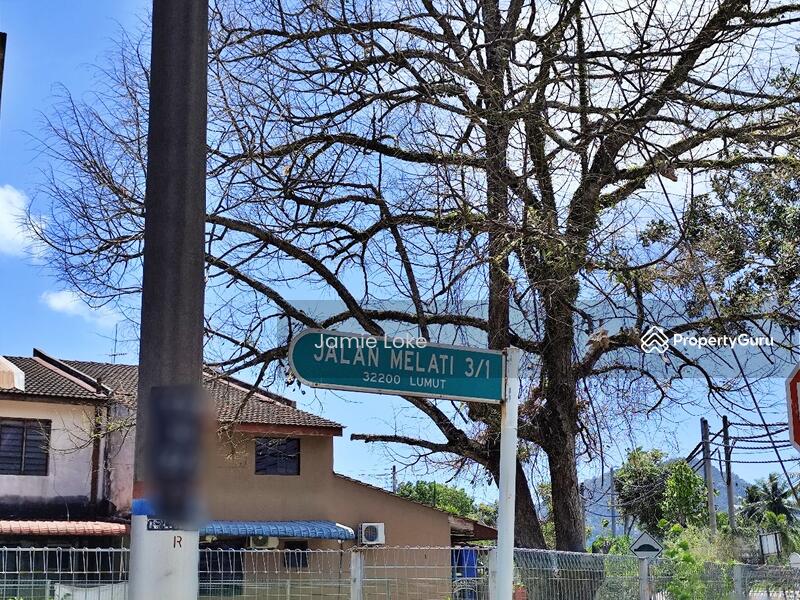 Jamie Loke
PropertyGuru
JALAN MELATI 3/1
32200 LUMUT
R